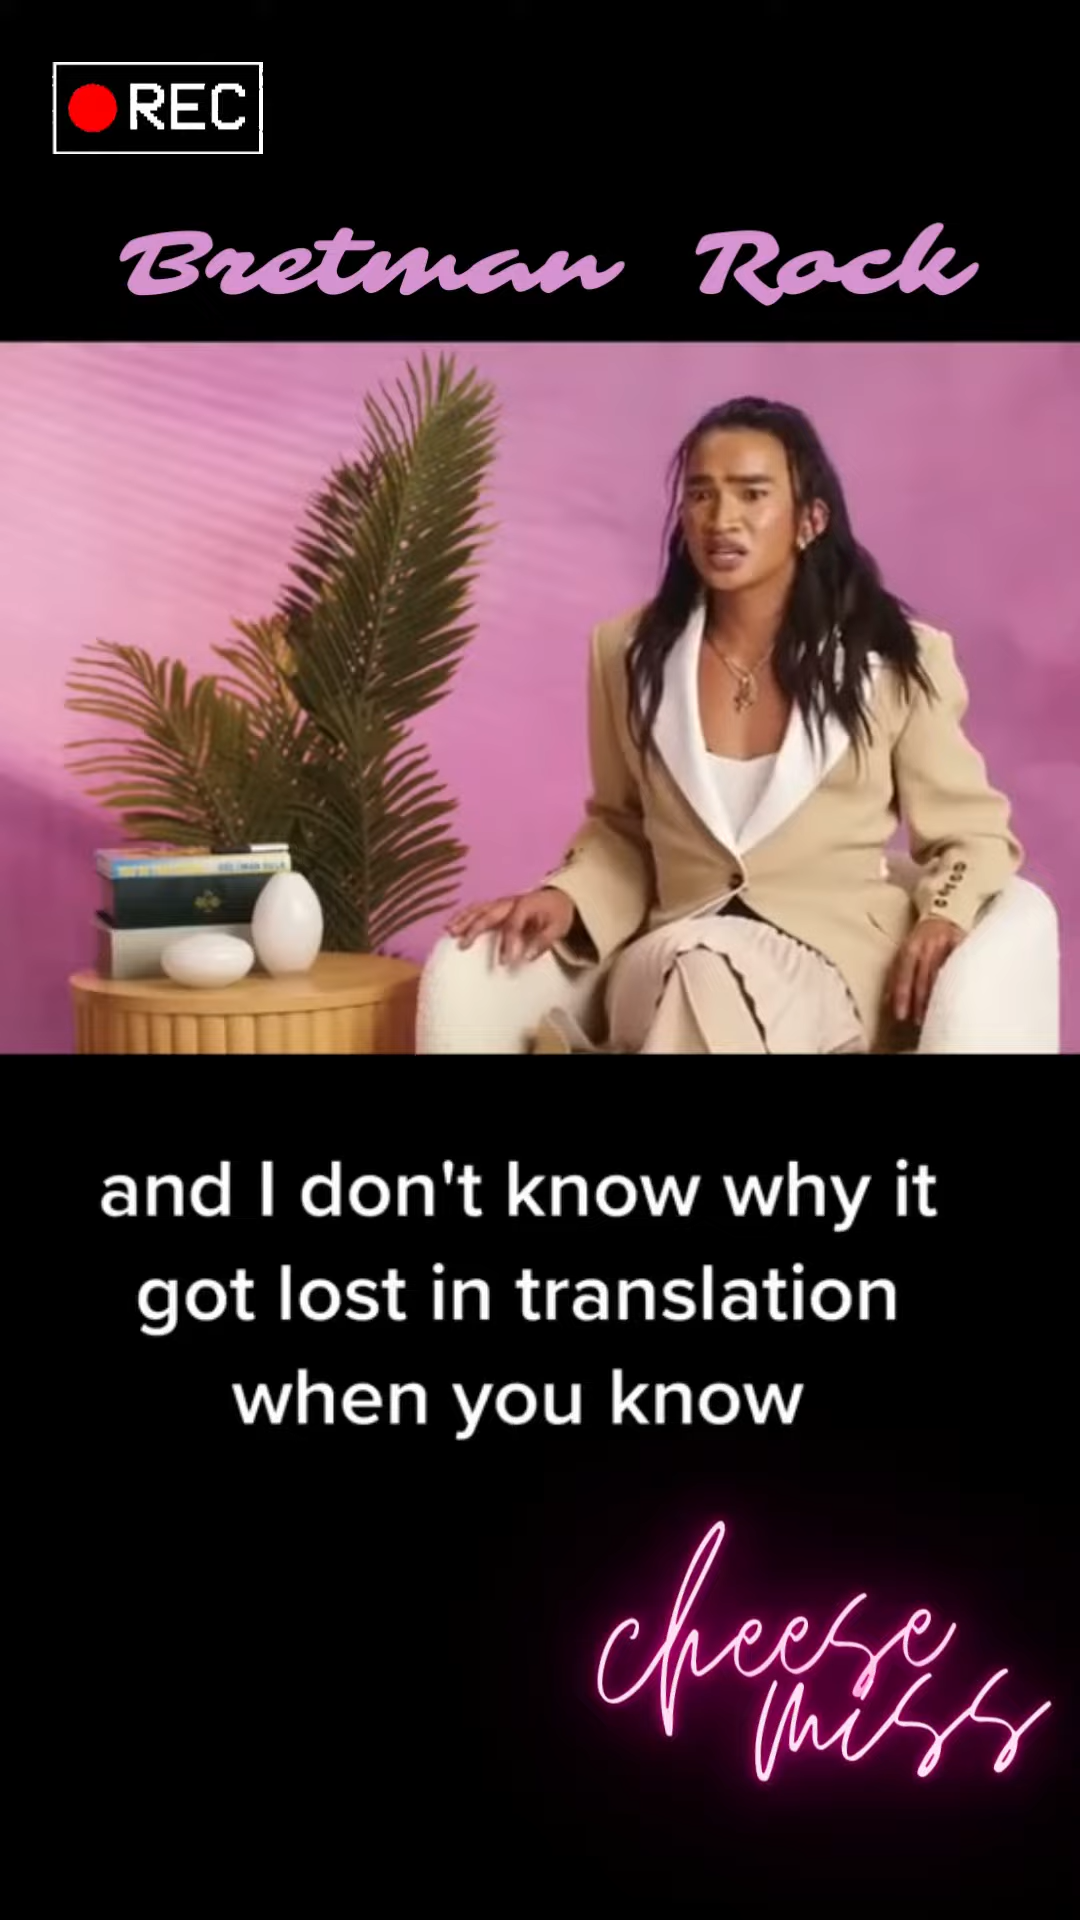 REC
Bretman Rock
and I don't know why it
got lost in translation
when you know
cheese
miss